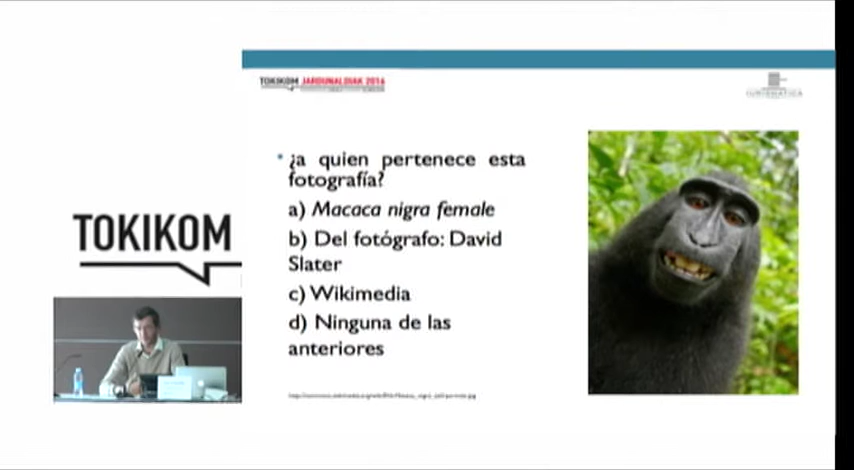 TOKIKOM JARDUNALDIAK 2016
¿a quien pertenece esta
fotografía?
a) Macaca nigra female
b) Del fotógrafo: David
Slater
c) Wikimedia
d) Ninguna de las
anteriores
TOKIKOM